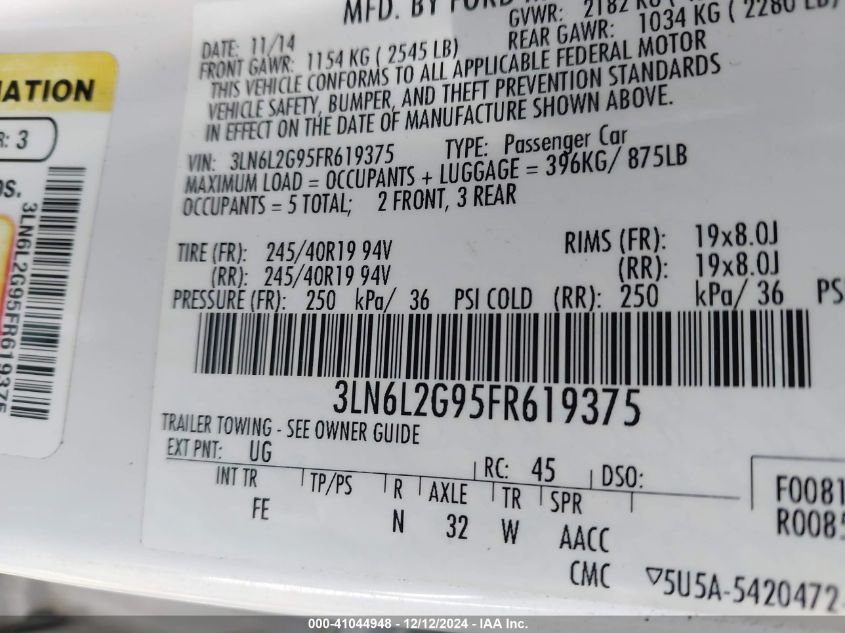 MFD. BY FORD
DATE: 11/14 GVWR: 2182 KG
FRONT GAWR: 1154 KG ( 2545 LB) REAR GAWR: 1034 KG ( 2280 LB)
THIS VEHICLE CONFORMS TO ALL APPLICABLE FEDERAL MOTOR
VEHICLE SAFETY, BUMPER, AND THEFT PREVENTION STANDARDS
IN EFFECT ON THE DATE OF MANUFACTURE SHOWN ABOVE.
VIN: 3LN6L2G95FR619375 TYPE: Passenger Car
MAXIMUM LOAD = OCCUPANTS + LUGGAGE = 396KG/ 875LB
OCCUPANTS = 5 TOTAL; 2 FRONT, 3 REAR
TIRE (FR): 245/40R19 94V RIMS (FR): 19x8.0J
(RR): 245/40R19 94V (RR): 19x8.0J
PRESSURE (FR): 250 kPa/ 36 PSI COLD (RR): 250 kPa/ 36 PS
3LN6L2G95FR619375
TRAILER TOWING - SEE OWNER GUIDE
EXT PNT: UG RC: 45 DSO:
INT TR TP/PS R AXLE TR SPR
FE N 32 W AACC
CMC
F0081
R0085
▽5U5A-5420472-
MATION
R: 3
OS.
3LN6L2G95FR619375
000-41044948 - 12/12/2024 - IAA Inc.